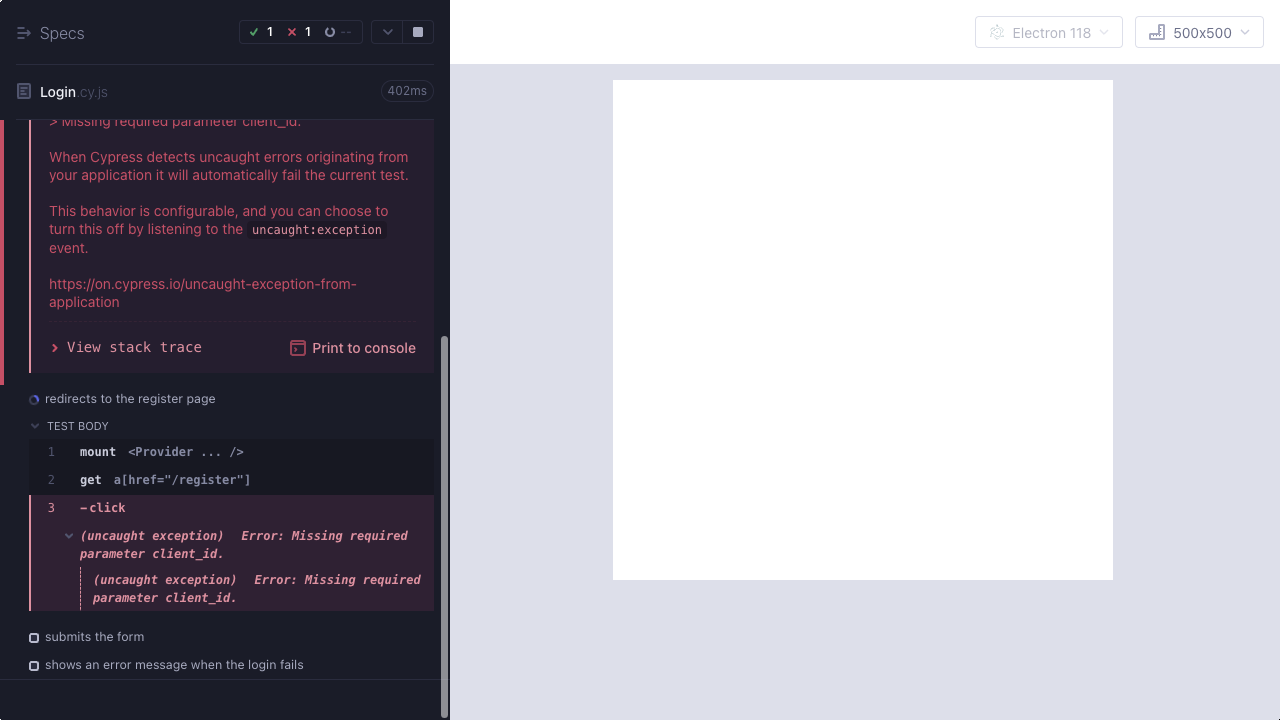 Specs
1
1
--
Electron 118
500x500
Login.cy.js
402ms
> Missing required parameter client_id.
When Cypress detects uncaught errors originating from
your application it will automatically fail the current test.
This behavior is configurable, and you can choose to
turn this off by listening to the uncaught:exception
event.
https://on.cypress.io/uncaught-exception-from-
application
View stack trace
Print to console
redirects to the register page
TEST BODY
1 mount <Provider ... />
2 get a[href="/register"]
3 -click
(uncaught exception) Error: Missing required
parameter client_id.
(uncaught exception) Error: Missing required
parameter client_id.
submits the form
shows an error message when the login fails